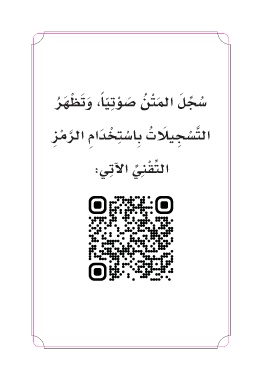 سُجِّلَ المَتْنُ صَوْتِيَاً، وَتَظْهَرُ
التَّسْجِيلَاتُ بِاسْتِخْدَامِ الرَّمْزِ
التِّقْنِيِّ الآتِي: